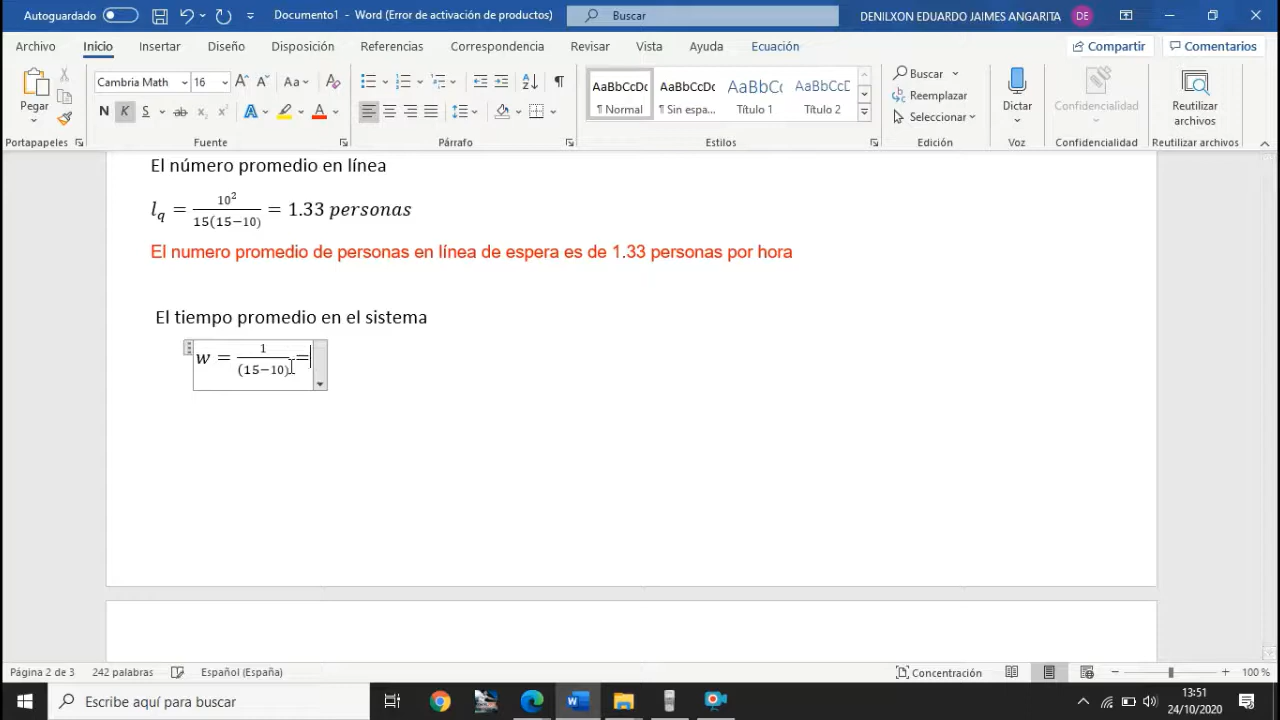 Autoguardado
Documento1 - Word (Error de activación de productos)
Buscar
DENILXON EDUARDO JAIMES ANGARITA
DE
Archivo Inicio Insertar Diseño Disposición Referencias Correspondencia Revisar Vista Ayuda Ecuación
Compartir Comentarios
Pegar
Cambria Math 16
N K S ab
AaBbCcDc AaBbCcDc AaBbCc AaBbCcD
¶ Normal ¶ Sin espa... Título 1 Título 2
Buscar
Reemplazar
Seleccionar
Dictar
Confidencialidad
Reutilizar archivos
Portapapeles Fuente Párrafo Estilos Edición Voz Confidencialidad Reutilizar archivos
El número promedio en línea
l_q = 10² / 15(15−10) = 1.33 personas
El numero promedio de personas en línea de espera es de 1.33 personas por hora
El tiempo promedio en el sistema
w = 1 / (15−10) =
Página 2 de 3 242 palabras Español (España) Concentración 100 %
Escribe aquí para buscar
13:51
24/10/2020